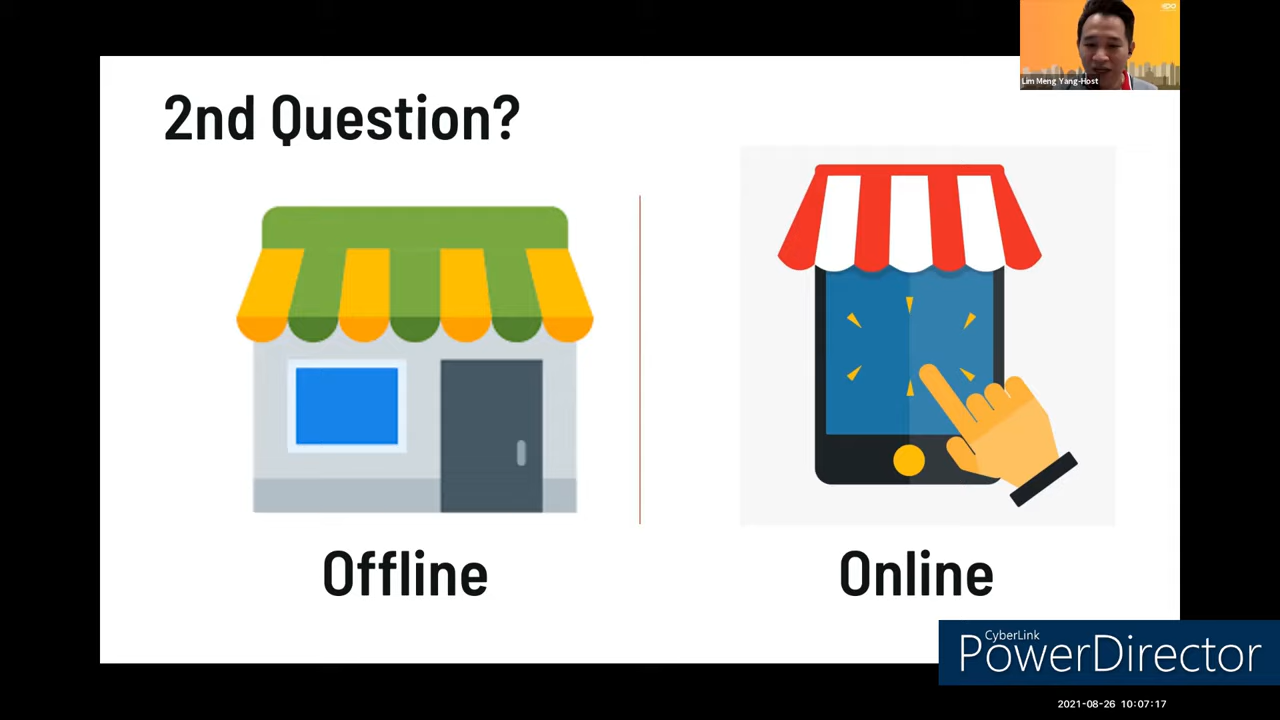 2nd Question?
Lim Meng Yang-Host
Offline
Online
CyberLink
PowerDirector
2021-08-26 10:07:17